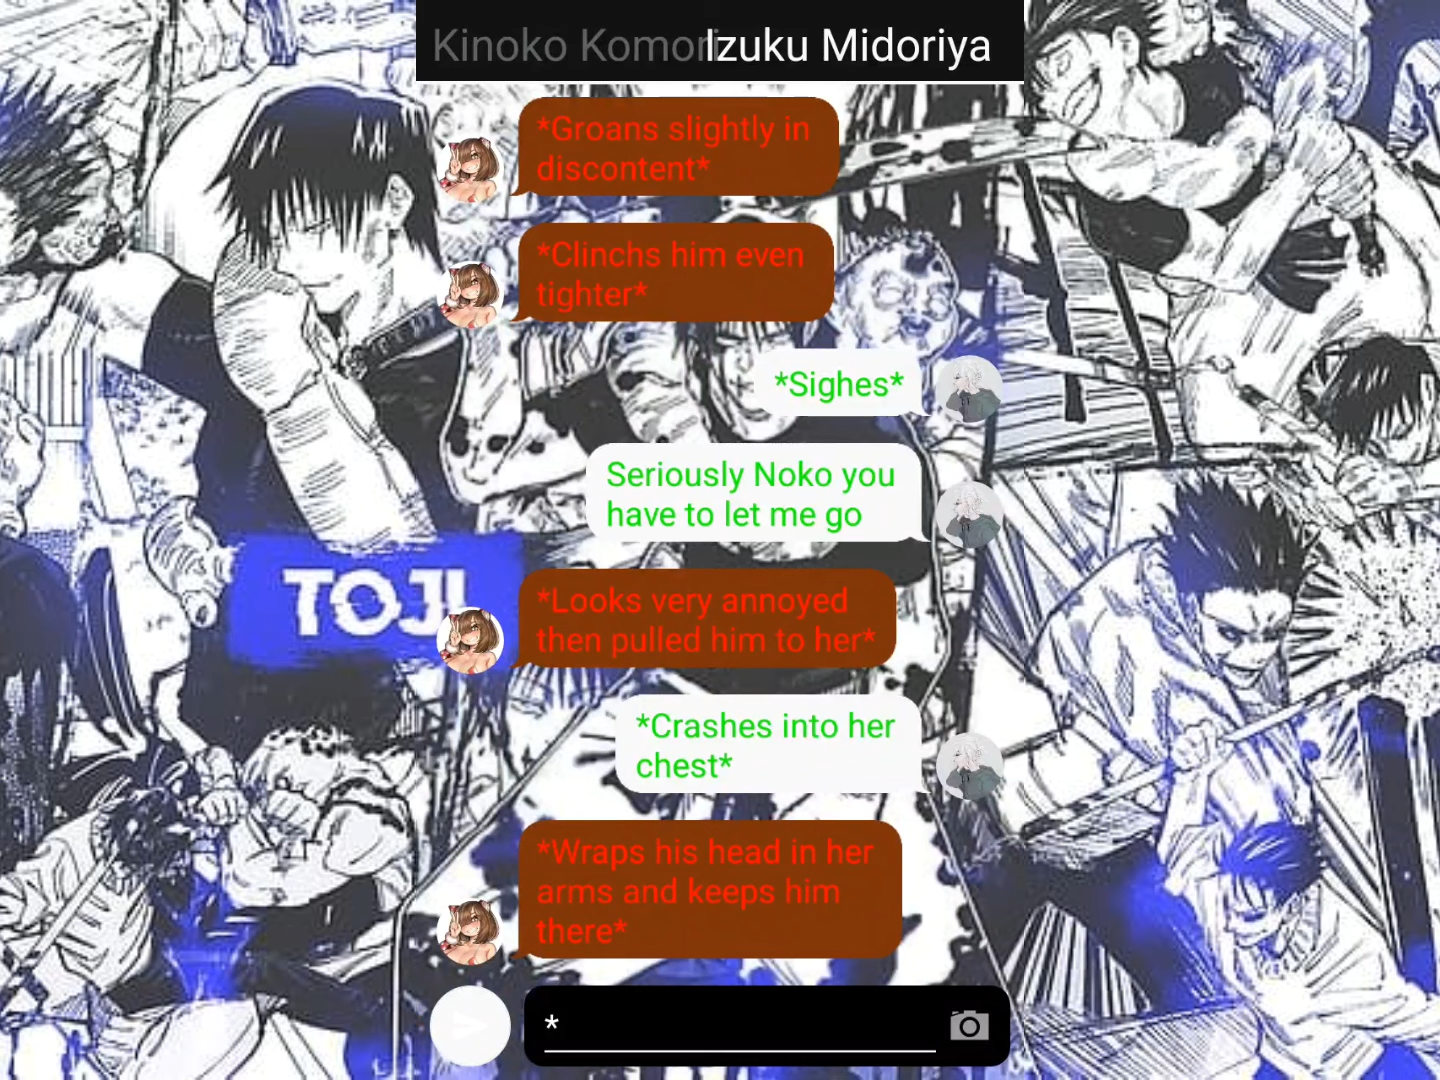 Kinoko Komori
Izuku Midoriya
*Groans slightly in
discontent*
*Clinchs him even
tighter*
*Sighes*
Seriously Noko you
have to let me go
TOJI
*Looks very annoyed
then pulled him to her*
*Crashes into her
chest*
*Wraps his head in her
arms and keeps him
there*
*